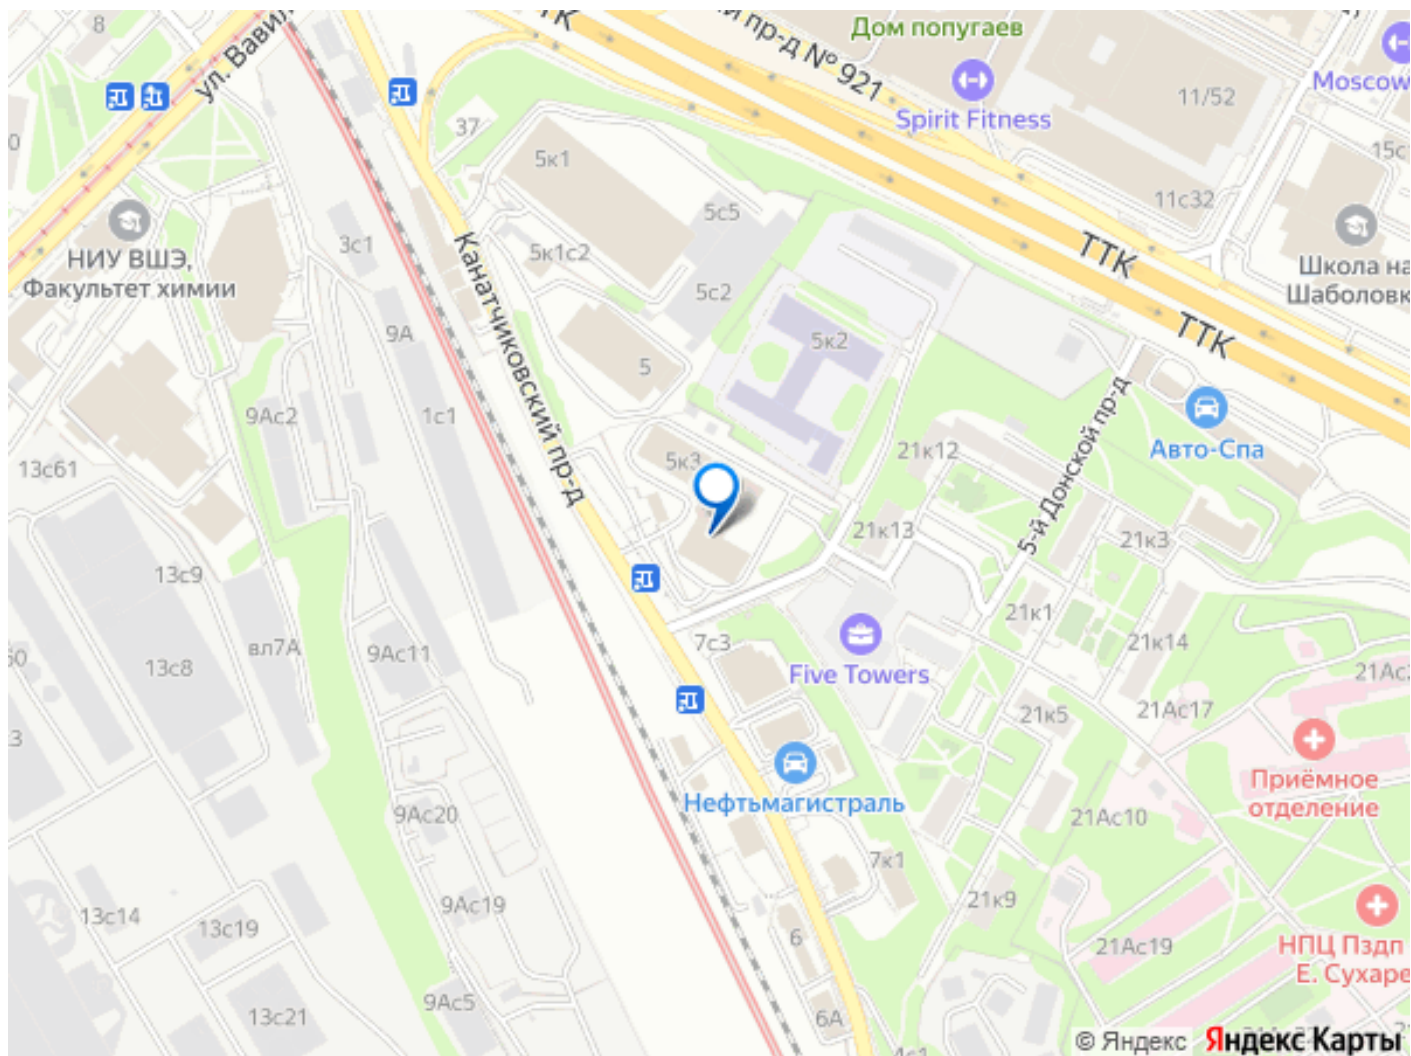 8
ул. Вавил
ТТК
й пр-д № 921
Дом попугаев
Spirit Fitness
11/52
Moscow
15с1
37
5к1
5с5
11с32
НИУ ВШЭ,
Факультет химии
3с1
Канатчиковский пр-д
5к1с2
5с2
ТТК
Школа на
Шаболовк
9А
5
5к2
ТТК
9Ас2
1с1
Авто-Спа
13с61
5к3
21к12
5-й Донской пр-д
21к13
21к3
13с9
21к1
вл7А
9Ас11
7с3
Five Towers
21к14
13с8
21Ас2
21Ас17
21к5
Нефтьмагистраль
Приёмное
отделение
9Ас20
21Ас10
7к1
13с14
13с19
9Ас19
6
21к9
21Ас19
НПЦ Пздп
Е. Сухаре
9Ас5
13с21
6А
© Яндекс
Яндекс Карты